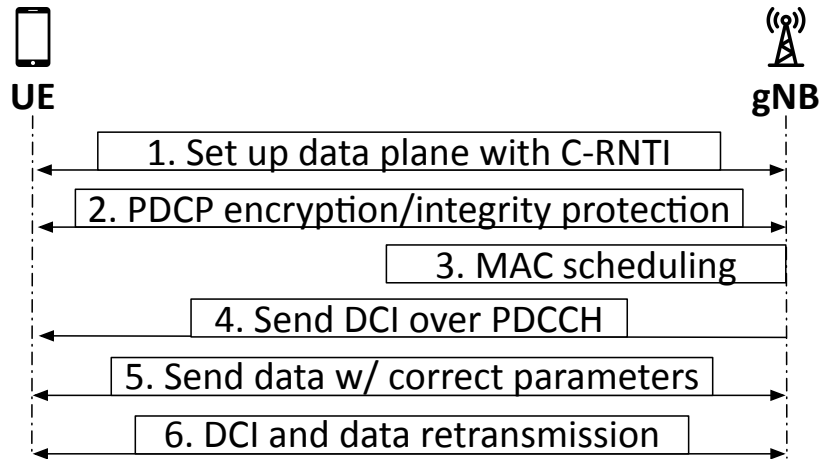 UE
gNB
1. Set up data plane with C-RNTI
2. PDCP encryption/integrity protection
3. MAC scheduling
4. Send DCI over PDCCH
5. Send data w/ correct parameters
6. DCI and data retransmission